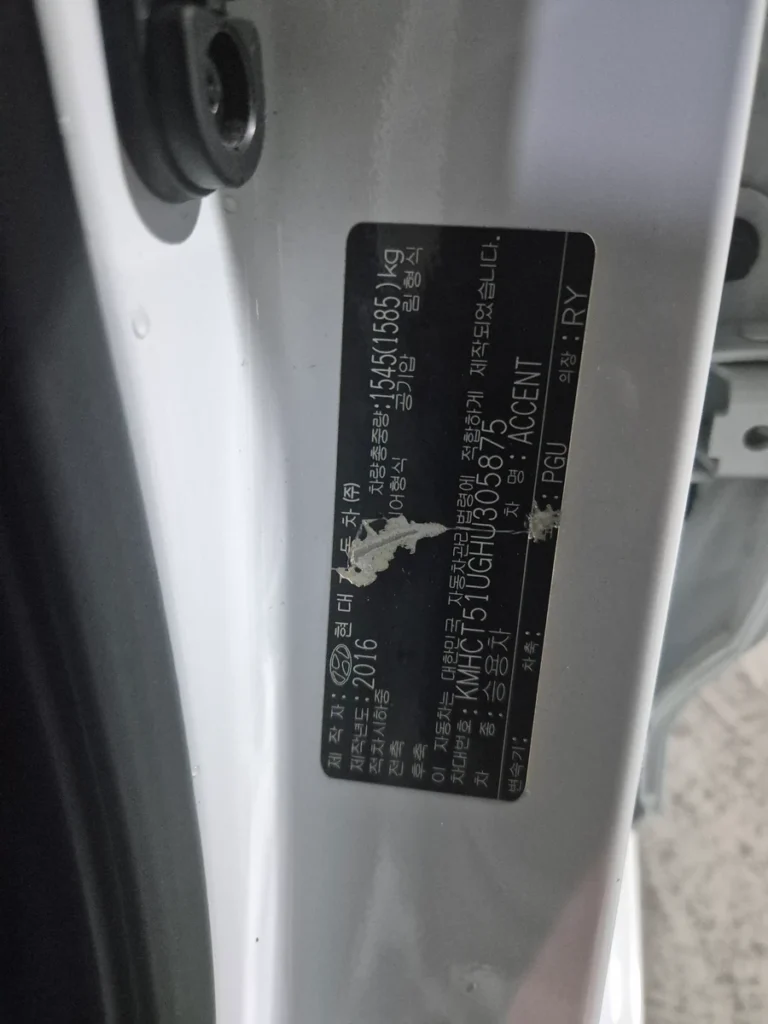 제 작 자 : 현 대 동 차 (주)
제작년도 : 2016 차량총중량:1545(1585)kg
적차시하중 어형식 공기압 림형식
전축
후축
이 자동차는 대한민국 자동차관리법령에 적합하게 제작되었습니다.
차대번호 : KMHCT51UGHU305875
차 종 : 승용차 차 명 : ACCENT
변속기: 차축: : PGU 의장 : RY